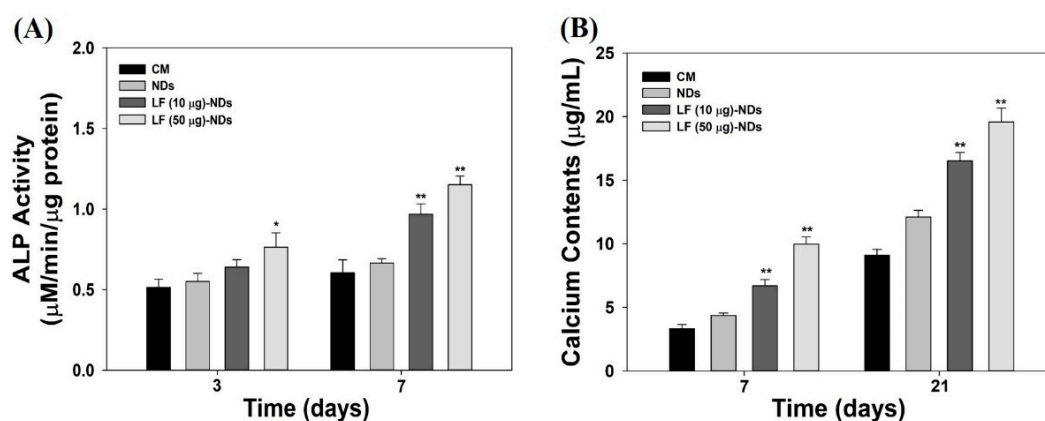 (A)
ALP Activity
(μM/min/μg protein)
2.0
1.5
1.0
0.5
0.0
CM
NDs
LF (10 μg)-NDs
LF (50 μg)-NDs
*
**
**
3
7
Time (days)
(B)
Calcium Contents (μg/mL)
25
20
15
10
5
0
CM
NDs
LF (10 μg)-NDs
LF (50 μg)-NDs
**
**
**
**
7
21
Time (days)